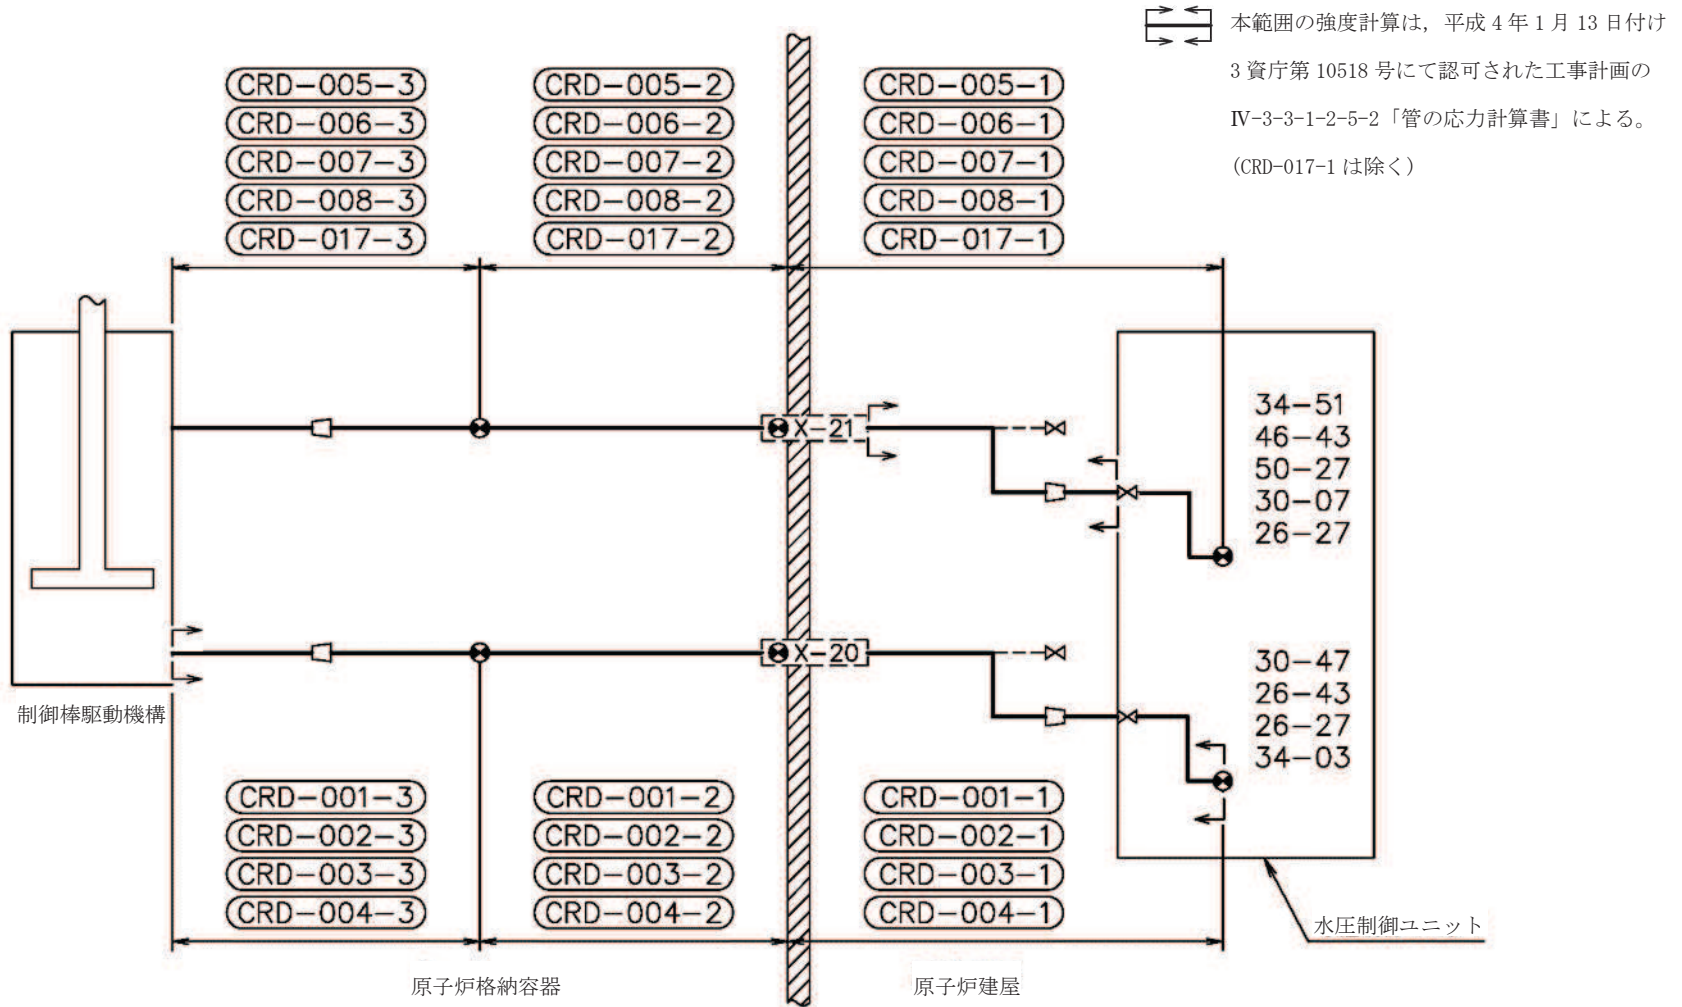 本範囲の強度計算は，平成4年1月13日付け
3資庁第10518号にて認可された工事計画の
Ⅳ-3-3-1-2-5-2「管の応力計算書」による。
（CRD-017-1は除く）
CRD-005-3
CRD-006-3
CRD-007-3
CRD-008-3
CRD-017-3
CRD-005-2
CRD-006-2
CRD-007-2
CRD-008-2
CRD-017-2
CRD-005-1
CRD-006-1
CRD-007-1
CRD-008-1
CRD-017-1
X-21
34-51
46-43
50-27
30-07
26-27
X-20
30-47
26-43
26-27
34-03
制御棒駆動機構
CRD-001-3
CRD-002-3
CRD-003-3
CRD-004-3
CRD-001-2
CRD-002-2
CRD-003-2
CRD-004-2
CRD-001-1
CRD-002-1
CRD-003-1
CRD-004-1
水圧制御ユニット
原子炉格納容器
原子炉建屋